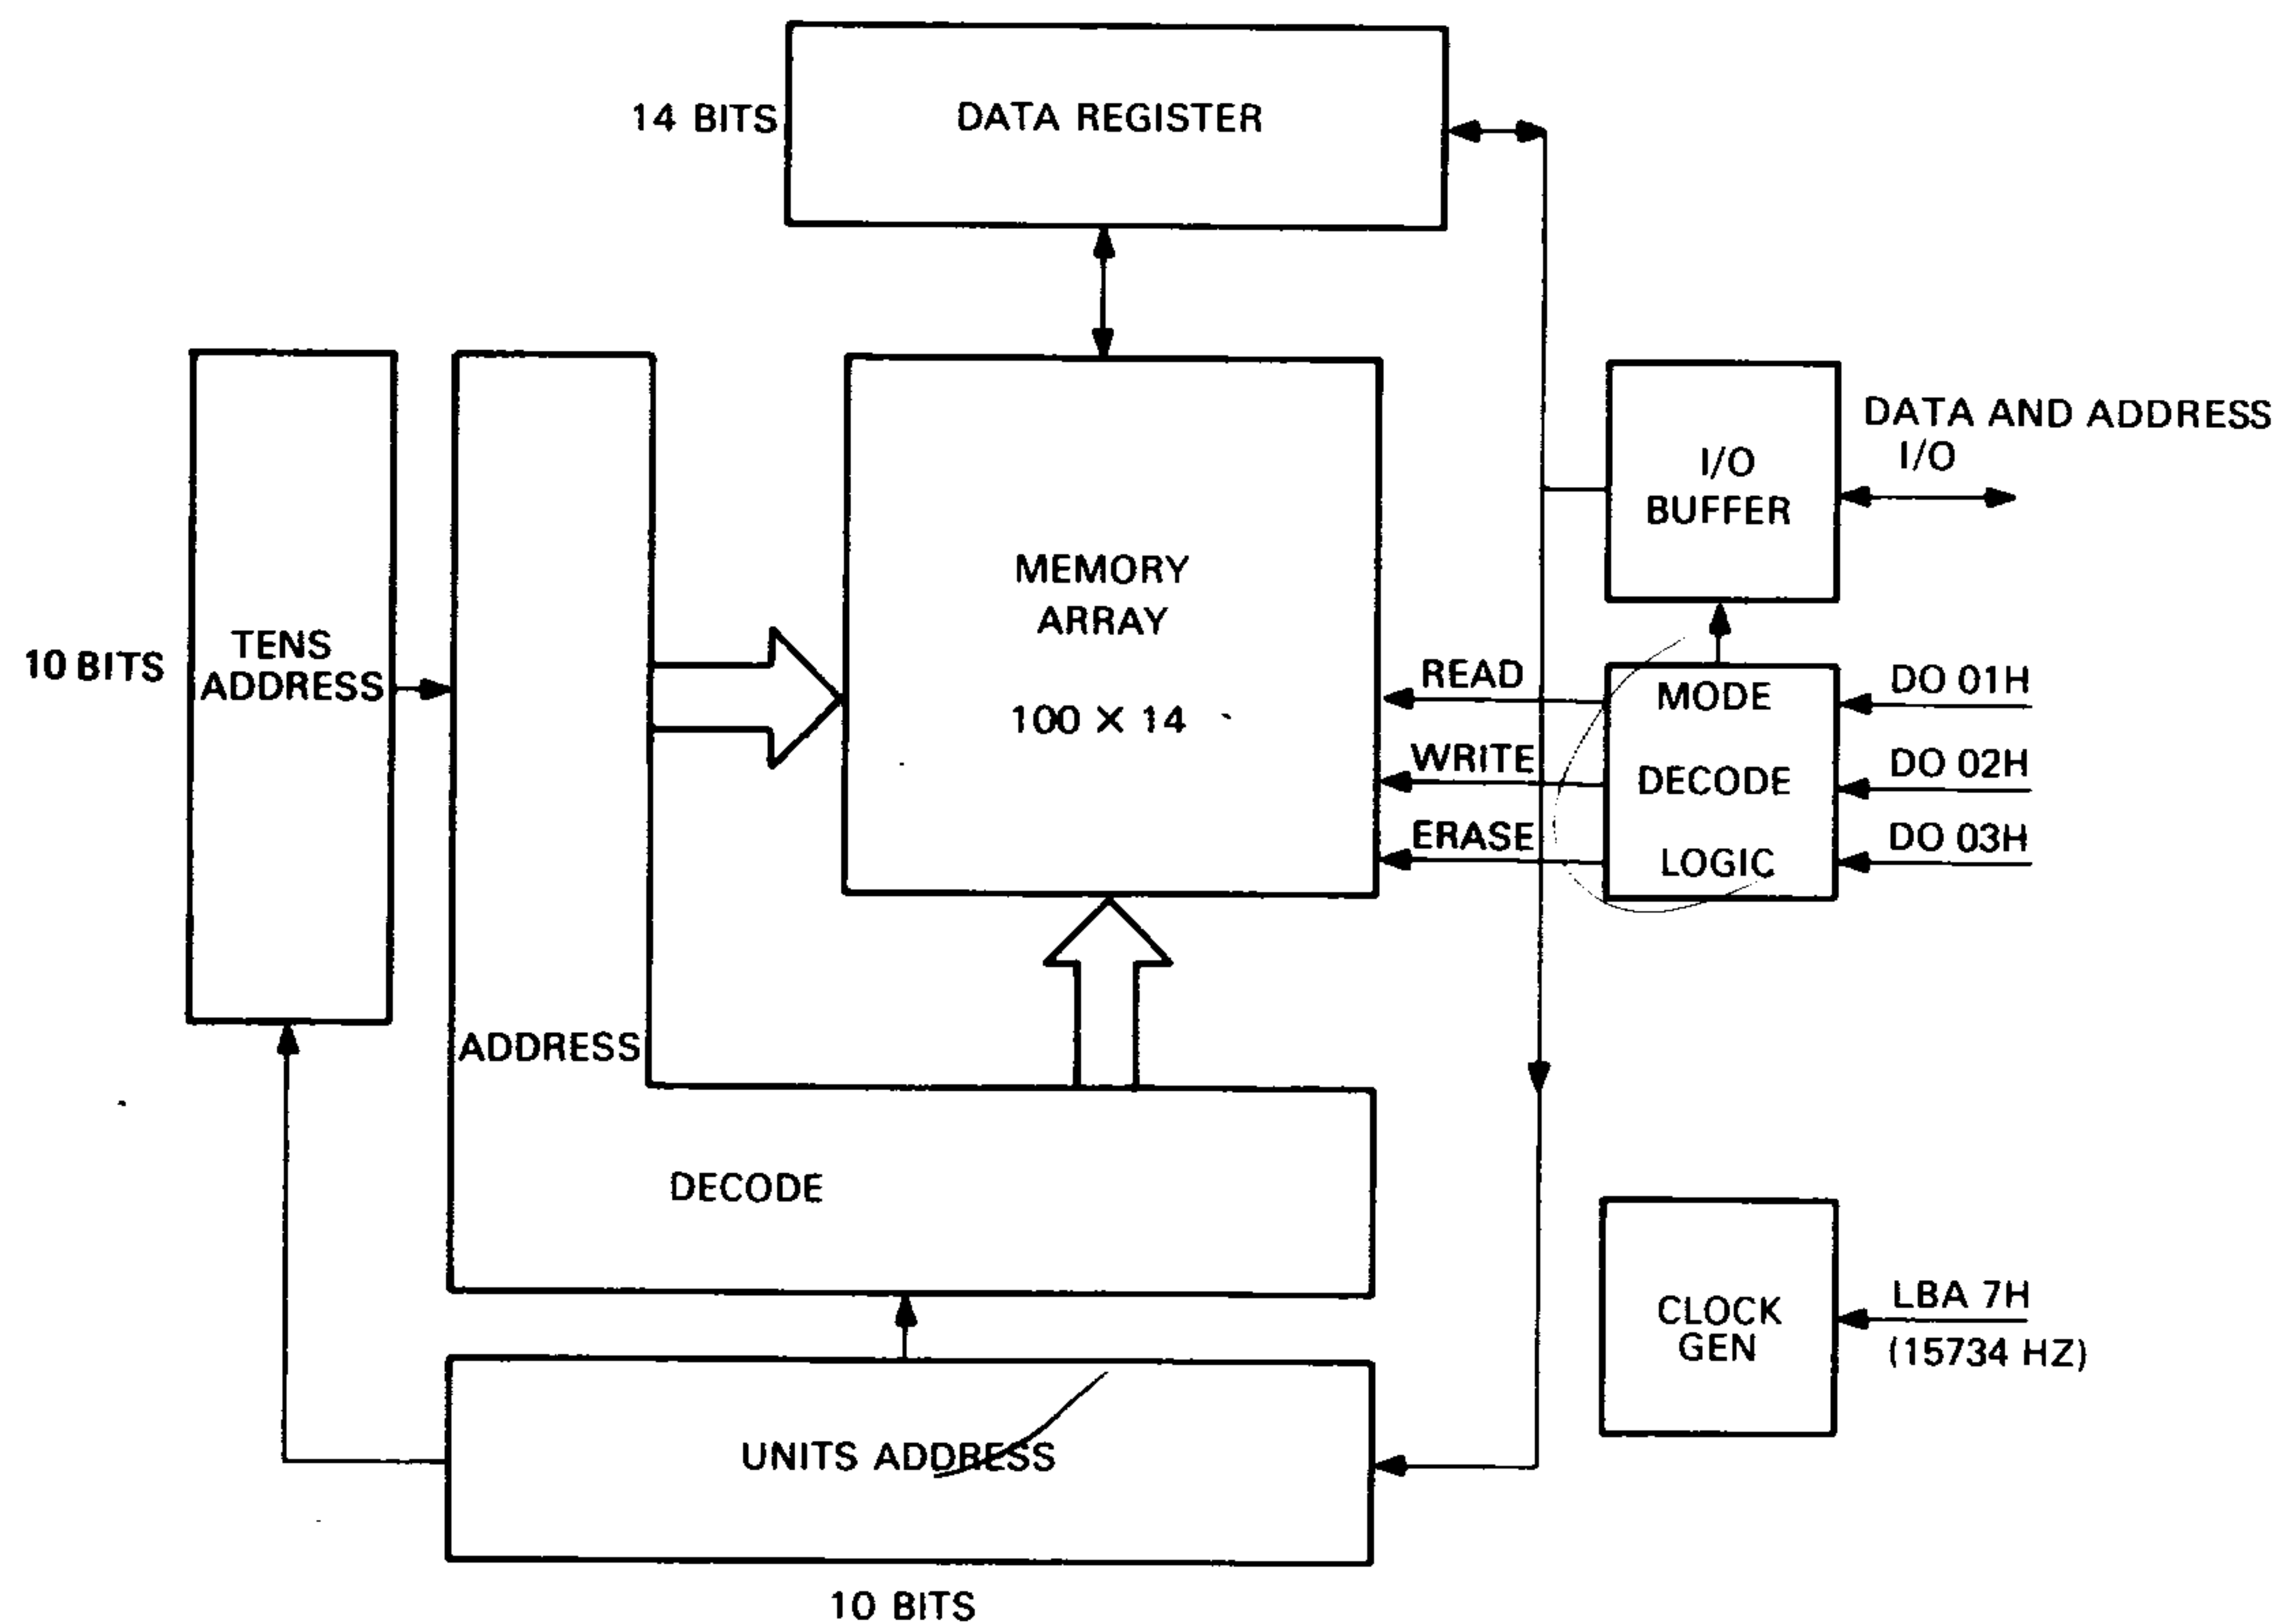 14 BITS
DATA REGISTER
10 BITS
TENS
ADDRESS
ADDRESS
DECODE
MEMORY
ARRAY
100 X 14
READ
WRITE
ERASE
I/O
BUFFER
DATA AND ADDRESS
I/O
MODE
DECODE
LOGIC
DO 01H
DO 02H
DO 03H
CLOCK
GEN
LBA 7H
(15734 HZ)
UNITS ADDRESS
10 BITS